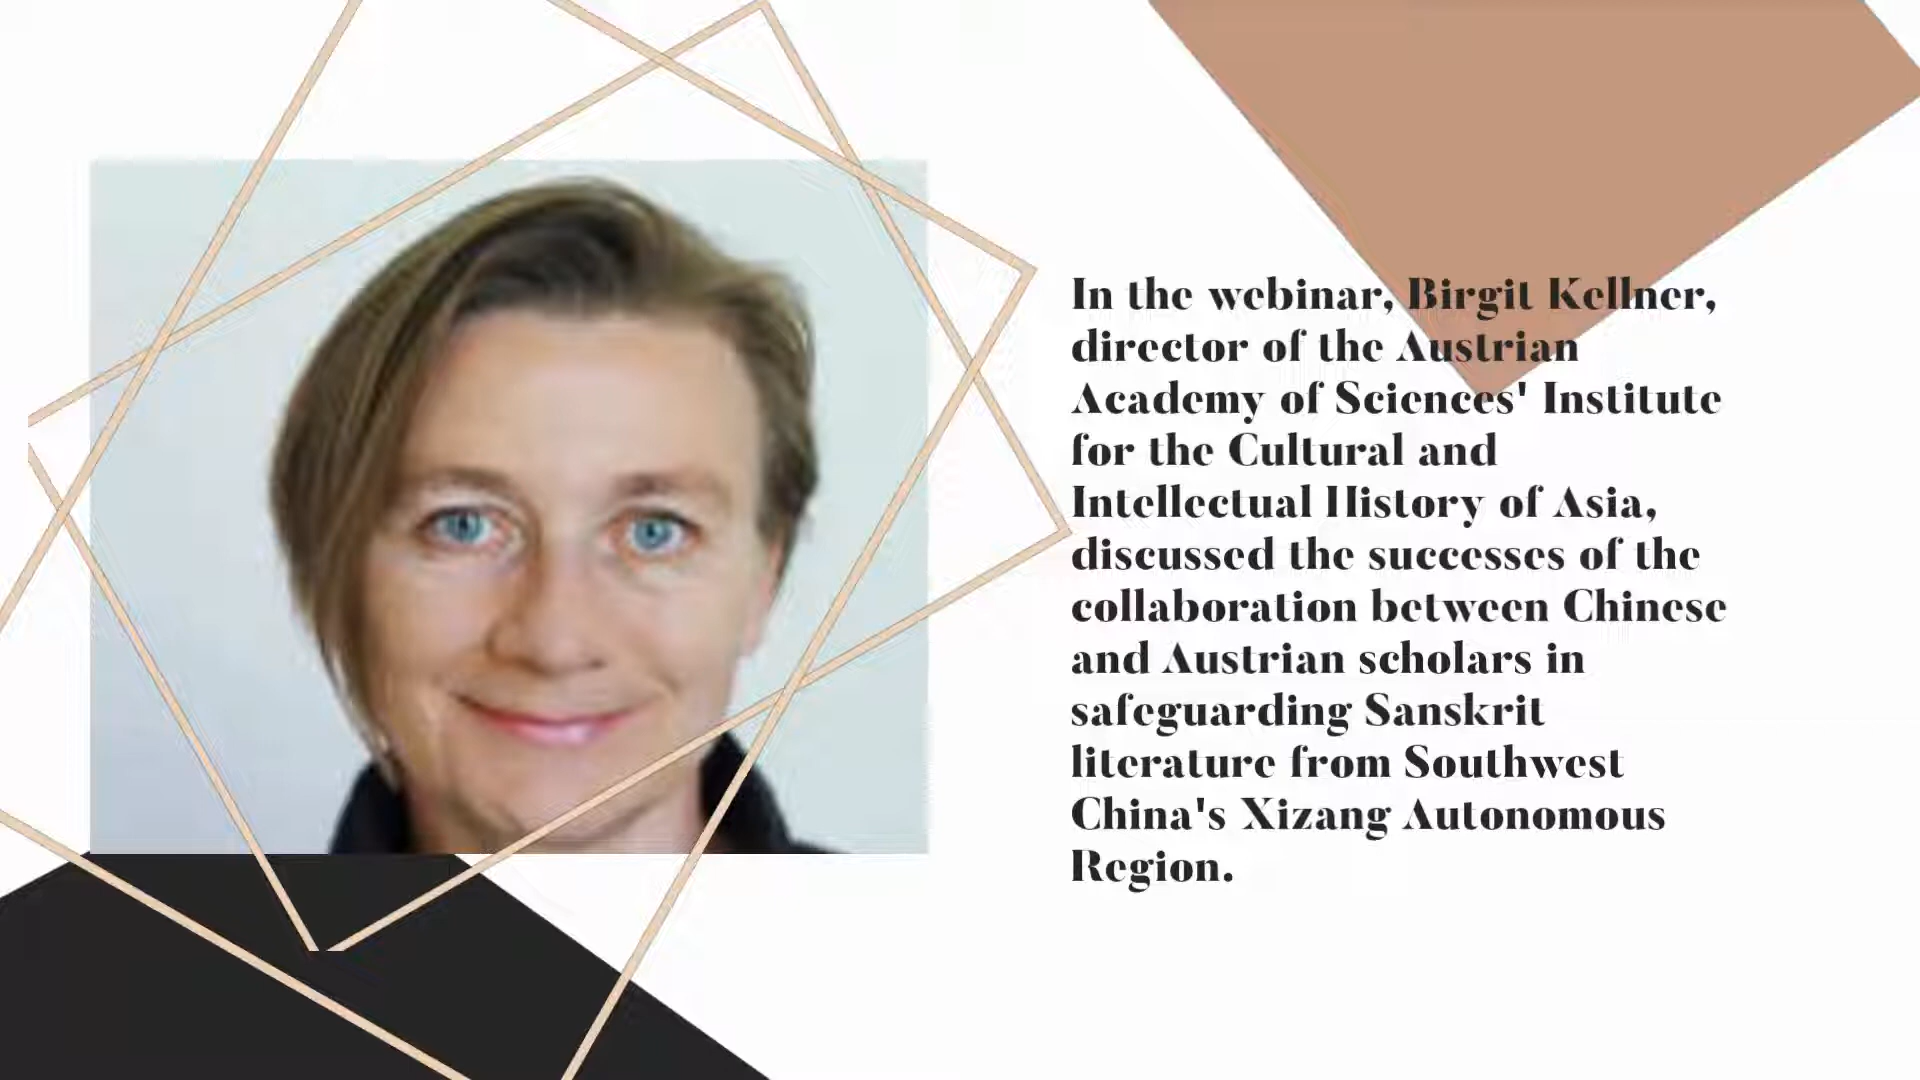 In the webinar, Birgit Kellner,
director of the Austrian
Academy of Sciences' Institute
for the Cultural and
Intellectual History of Asia,
discussed the successes of the
collaboration between Chinese
and Austrian scholars in
safeguarding Sanskrit
literature from Southwest
China's Xizang Autonomous
Region.